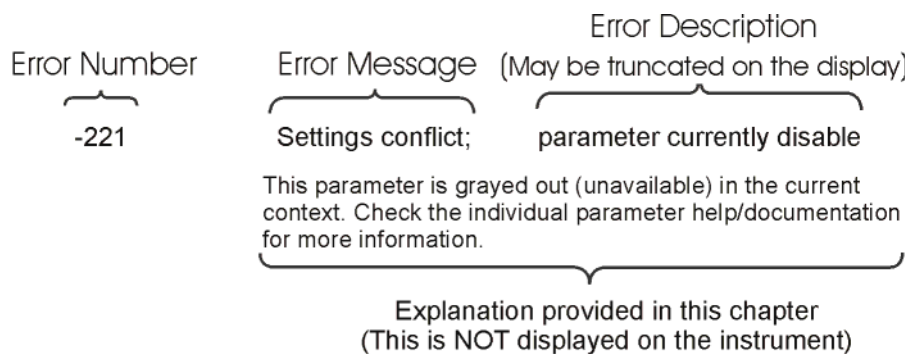 Error Description
Error Number Error Message (May be truncated on the display)
-221 Settings conflict; parameter currently disable
This parameter is grayed out (unavailable) in the current
context. Check the individual parameter help/documentation
for more information.
Explanation provided in this chapter
(This is NOT displayed on the instrument)